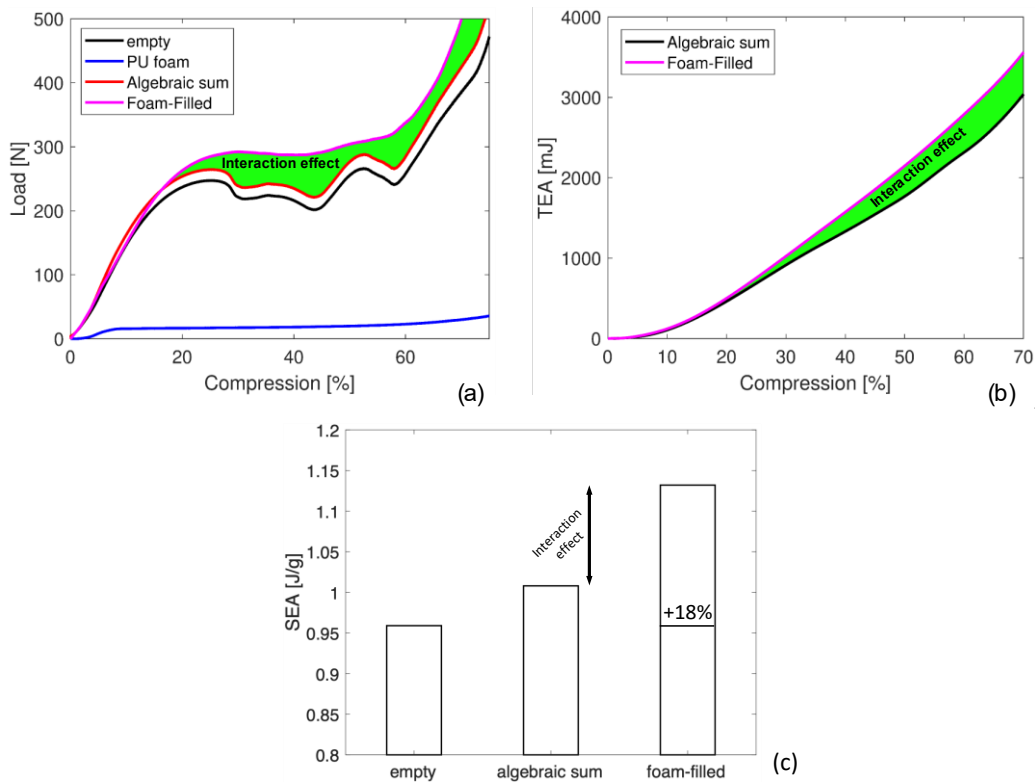 500
400
300
200
100
0
Load [N]
empty
PU foam
Algebraic sum
Foam-Filled
Interaction effect
0 20 40 60
Compression [%]
(a)
4000
3000
2000
1000
0
TEA [mJ]
Algebraic sum
Foam-Filled
Interaction effect
0 10 20 30 40 50 60 70
Compression [%]
(b)
1.2
1.15
1.1
1.05
1
0.95
0.9
0.85
0.8
SEA [J/g]
Interaction
effect
+18%
empty algebraic sum foam-filled
(c)